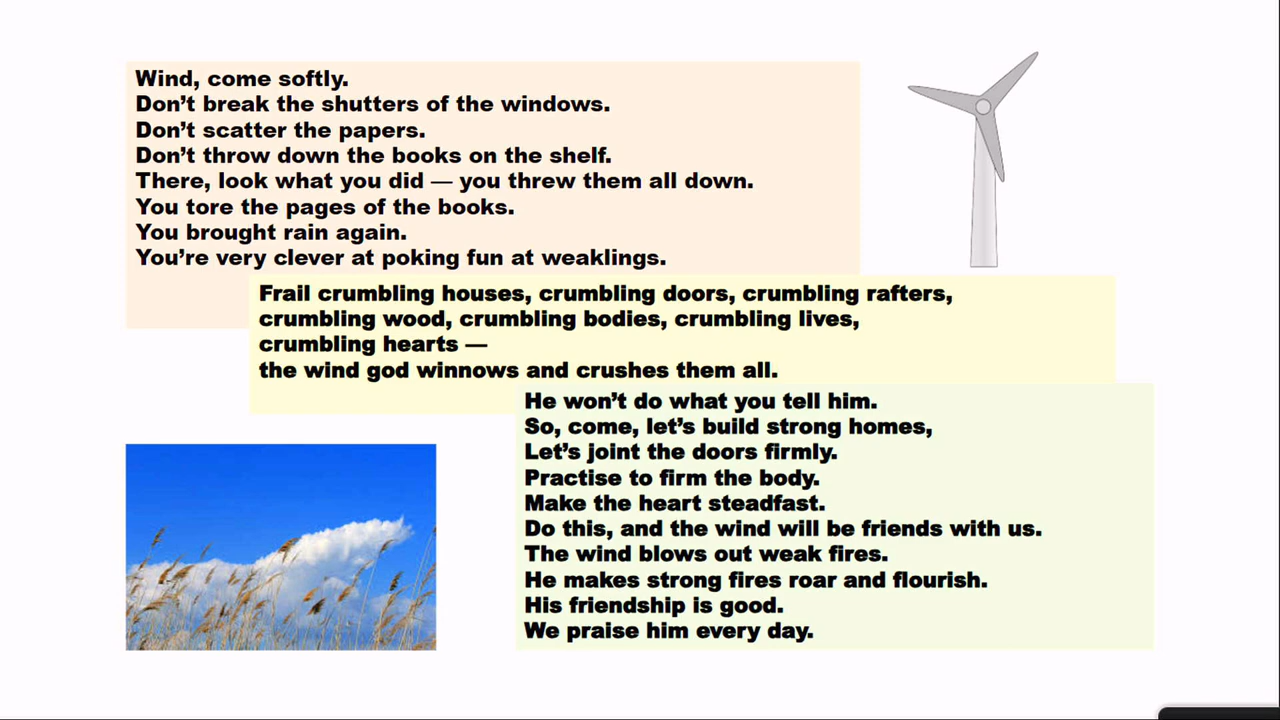 Wind, come softly.
Don’t break the shutters of the windows.
Don’t scatter the papers.
Don’t throw down the books on the shelf.
There, look what you did — you threw them all down.
You tore the pages of the books.
You brought rain again.
You’re very clever at poking fun at weaklings.
Frail crumbling houses, crumbling doors, crumbling rafters,
crumbling wood, crumbling bodies, crumbling lives,
crumbling hearts —
the wind god winnows and crushes them all.
He won’t do what you tell him.
So, come, let’s build strong homes,
Let’s joint the doors firmly.
Practise to firm the body.
Make the heart steadfast.
Do this, and the wind will be friends with us.
The wind blows out weak fires.
He makes strong fires roar and flourish.
His friendship is good.
We praise him every day.